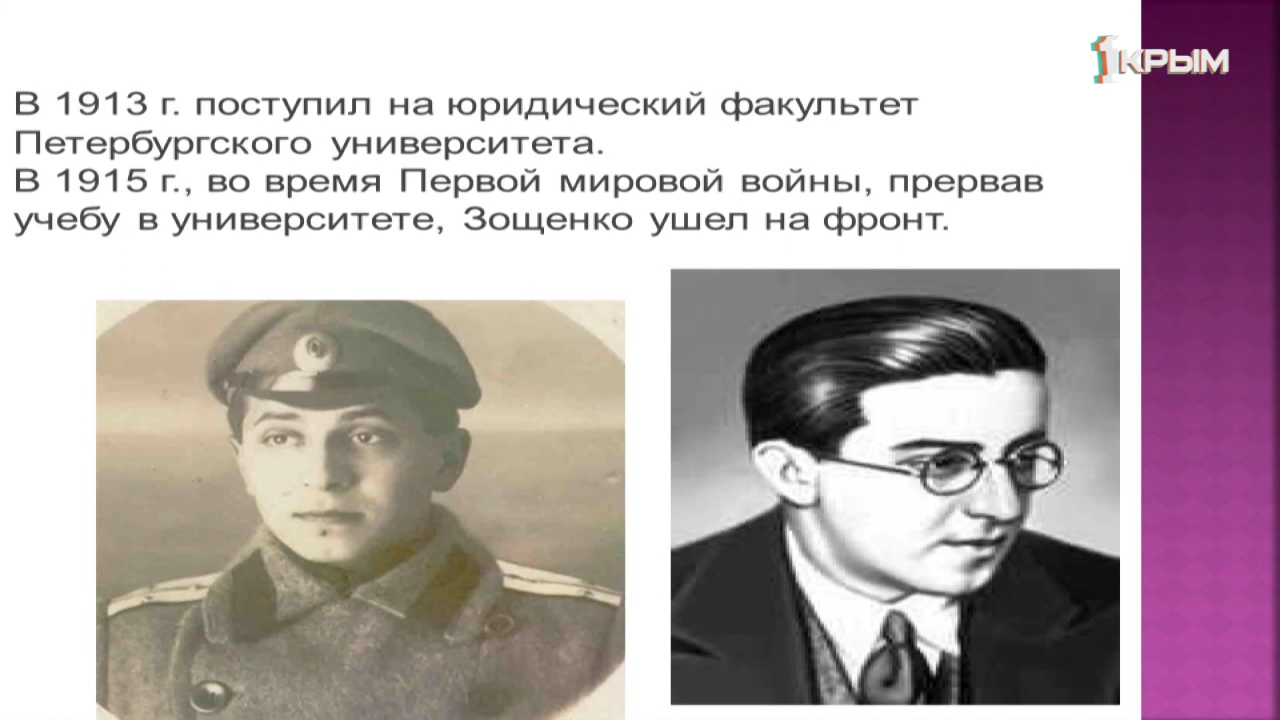 1КРЫМ
В 1913 г. поступил на юридический факультет
Петербургского университета.
В 1915 г., во время Первой мировой войны, прервав
учебу в университете, Зощенко ушел на фронт.